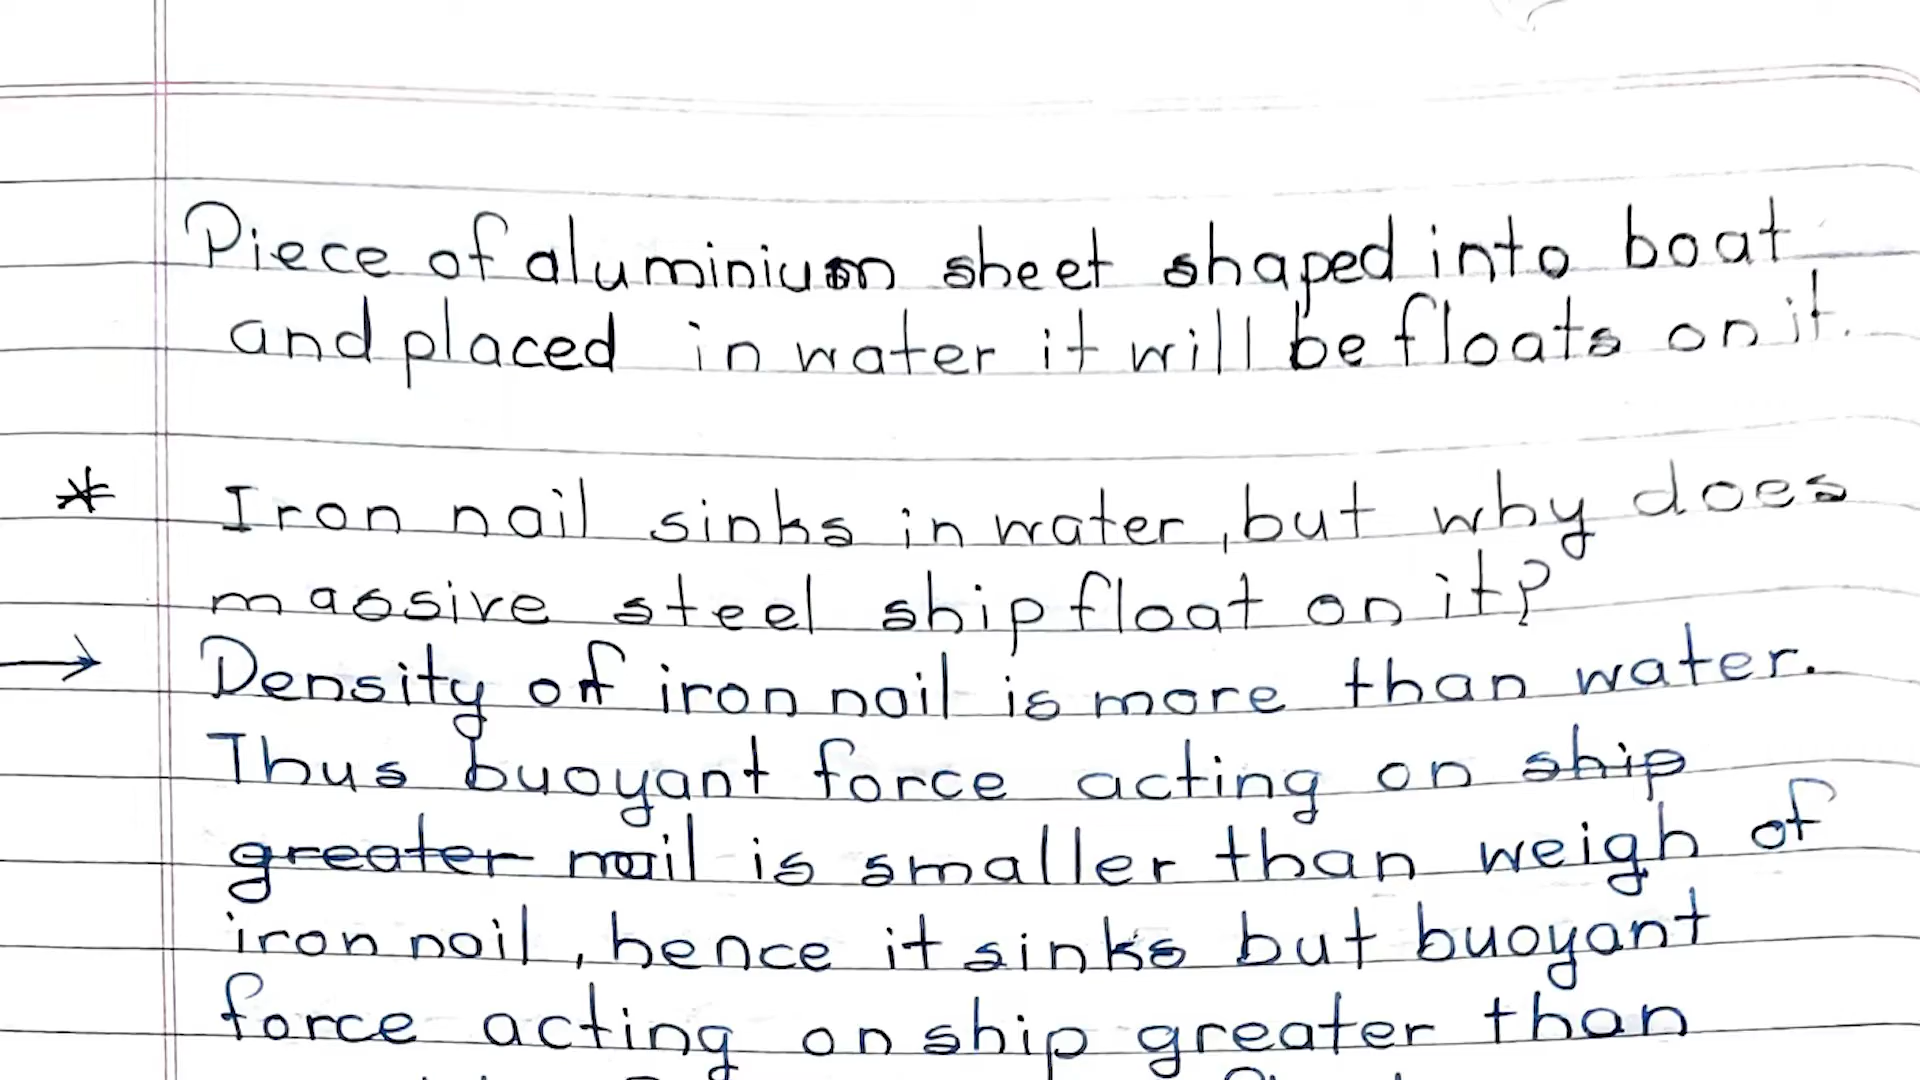 Piece of aluminium sheet shaped into boat
and placed in water it will be floats on it.
* Iron nail sinks in water, but why does
massive steel ship float on it?
→ Density of iron nail is more than water.
Thus buoyant force acting on ship
greater nail is smaller than weigh of
iron nail, hence it sinks but buoyant
force acting on ship greater than